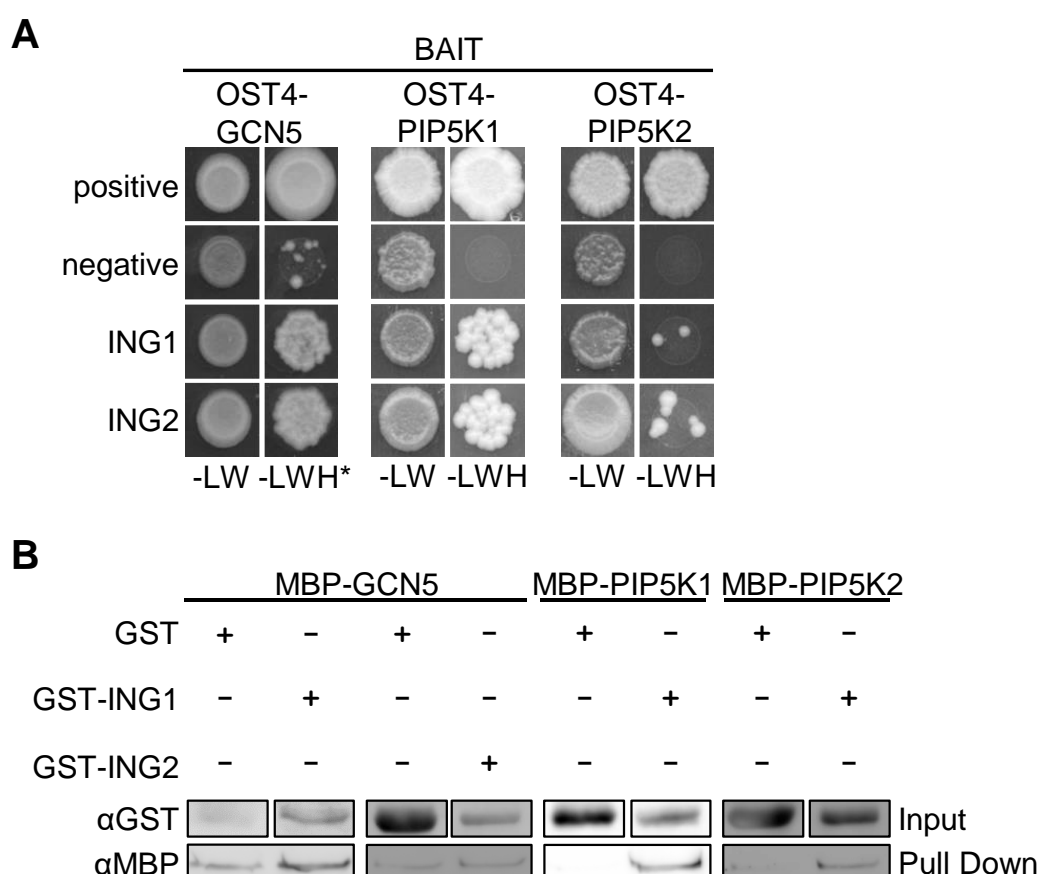 A
BAIT
OST4- OST4- OST4-
GCN5 PIP5K1 PIP5K2
positive
negative
ING1
ING2
-LW -LWH* -LW -LWH -LW -LWH
B
MBP-GCN5 MBP-PIP5K1 MBP-PIP5K2
GST + − + − + − + −
GST-ING1 − + − − − + − +
GST-ING2 − − − + − − − −
αGST Input
αMBP Pull Down